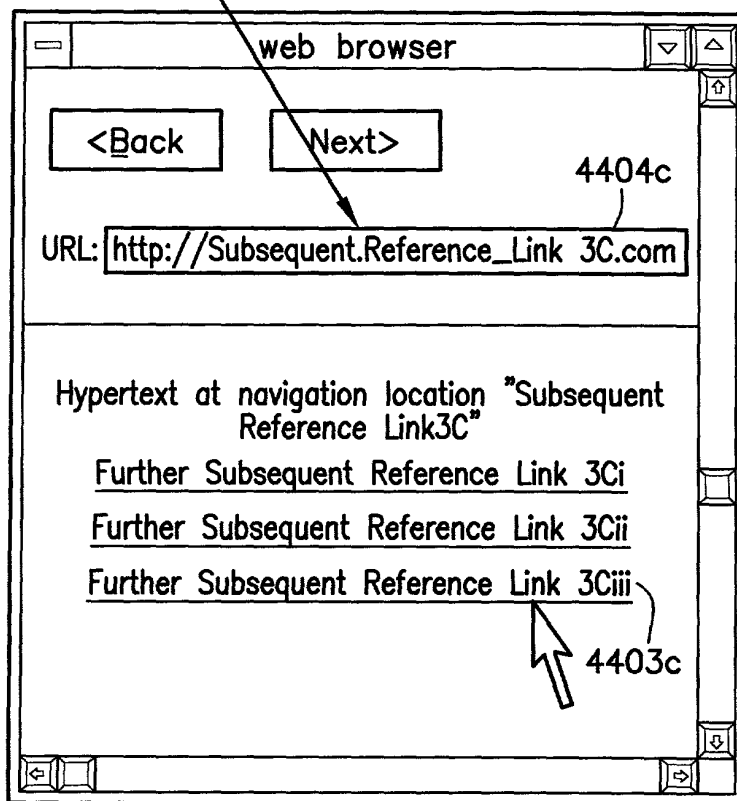 web browser
<Back Next>
4404c
URL: http://Subsequent.Reference_Link 3C.com
Hypertext at navigation location "Subsequent
Reference Link3C"
Further Subsequent Reference Link 3Ci
Further Subsequent Reference Link 3Cii
Further Subsequent Reference Link 3Ciii
4403c